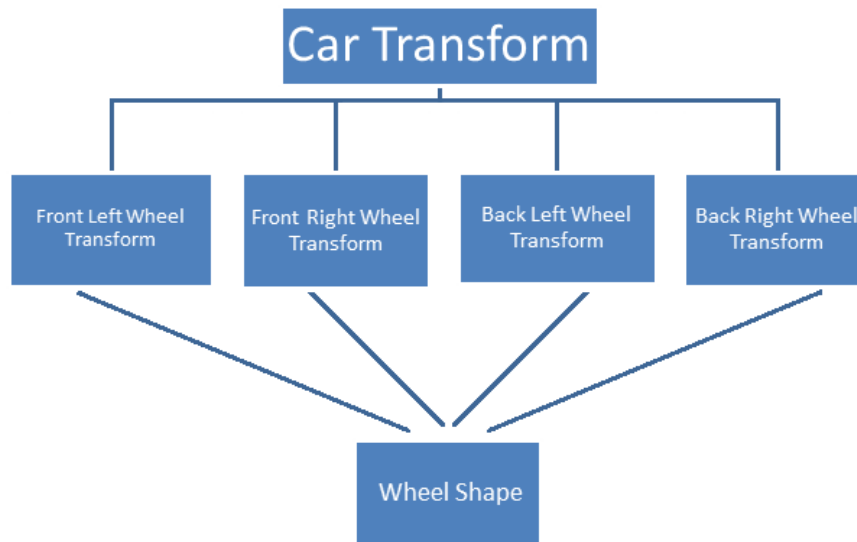 Car Transform
Front Left Wheel
Transform
Front Right Wheel
Transform
Back Left Wheel
Transform
Back Right Wheel
Transform
Wheel Shape